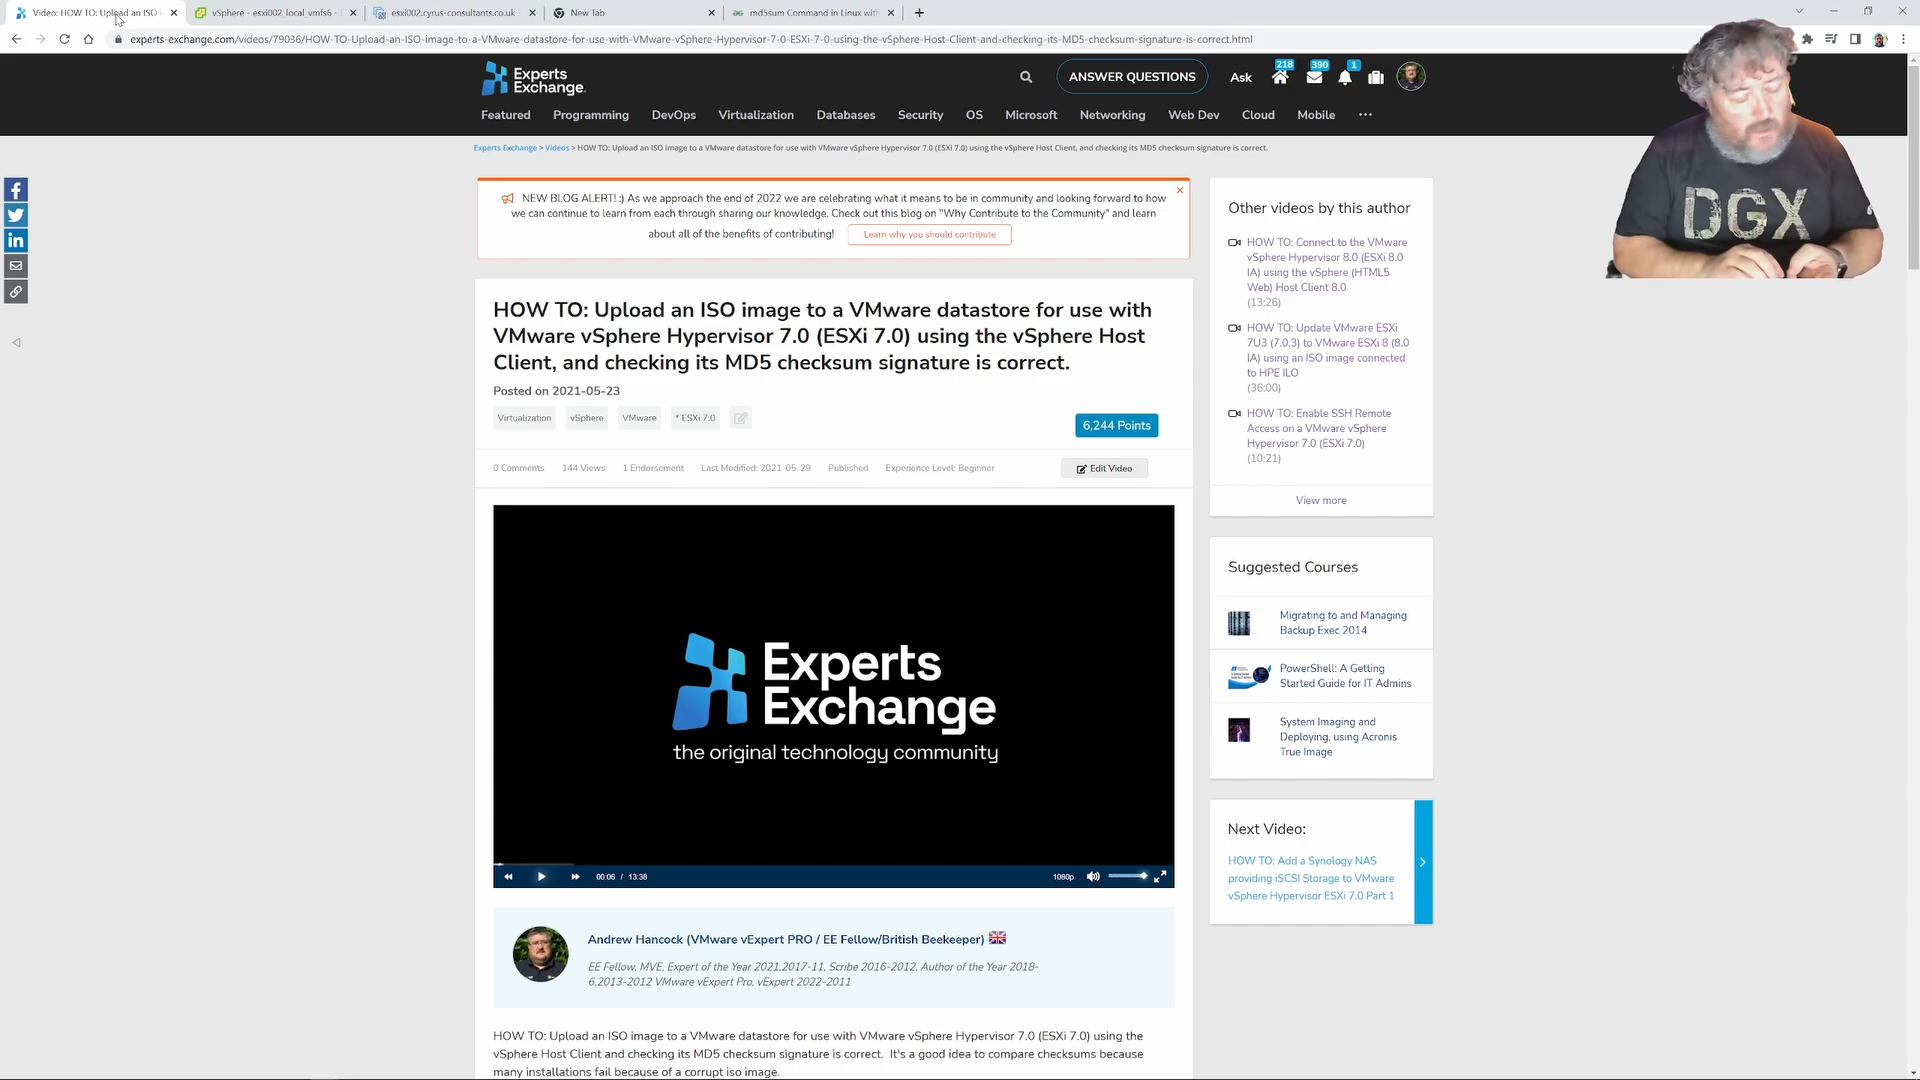 Video: HOW TO: Upload an ISO i
vSphere - esxi002_local_vmfs6 -
esxi002.cyrus-consultants.co.uk -
New Tab
md5sum Command in Linux with
experts-exchange.com/videos/79036/HOW-TO-Upload-an-ISO-image-to-a-VMware-datastore-for-use-with-VMware-vSphere-Hypervisor-7-0-ESXi-7-0-using-the-vSphere-Host-Client-and-checking-its-MD5-checksum-signature-is-correct.html
Experts
Exchange.
ANSWER QUESTIONS
Ask
218
390
1
Featured
Programming
DevOps
Virtualization
Databases
Security
OS
Microsoft
Networking
Web Dev
Cloud
Mobile
Experts Exchange > Videos > HOW TO: Upload an ISO image to a VMware datastore for use with VMware vSphere Hypervisor 7.0 (ESXi 7.0) using the vSphere Host Client, and checking its MD5 checksum signature is correct.
NEW BLOG ALERT! :) As we approach the end of 2022 we are celebrating what it means to be in community and looking forward to how
we can continue to learn from each through sharing our knowledge. Check out this blog on "Why Contribute to the Community" and learn
about all of the benefits of contributing!
Learn why you should contribute
HOW TO: Upload an ISO image to a VMware datastore for use with
VMware vSphere Hypervisor 7.0 (ESXi 7.0) using the vSphere Host
Client, and checking its MD5 checksum signature is correct.
Posted on 2021-05-23
Virtualization
vSphere
VMware
* ESXi 7.0
6,244 Points
0 Comments
144 Views
1 Endorsement
Last Modified: 2021-05-29
Published
Experience Level: Beginner
Edit Video
Experts
Exchange
the original technology community
00:06 / 13:38
1080p
Andrew Hancock (VMware vExpert PRO / EE Fellow/British Beekeeper)
EE Fellow, MVE, Expert of the Year 2021,2017-11, Scribe 2016-2012, Author of the Year 2018-
6,2013-2012 VMware vExpert Pro, vExpert 2022-2011
HOW TO: Upload an ISO image to a VMware datastore for use with VMware vSphere Hypervisor 7.0 (ESXi 7.0) using the
vSphere Host Client and checking its MD5 checksum signature is correct. It's a good idea to compare checksums because
many installations fail because of a corrupt iso image.
Other videos by this author
HOW TO: Connect to the VMware
vSphere Hypervisor 8.0 (ESXi 8.0
IA) using the vSphere (HTML5
Web) Host Client 8.0
(13:26)
HOW TO: Update VMware ESXi
7U3 (7.0.3) to VMware ESXi 8 (8.0
IA) using an ISO image connected
to HPE ILO
(36:00)
HOW TO: Enable SSH Remote
Access on a VMware vSphere
Hypervisor 7.0 (ESXi 7.0)
(10:21)
View more
Suggested Courses
Migrating to and Managing
Backup Exec 2014
PowerShell: A Getting
Started Guide for IT Admins
System Imaging and
Deploying, using Acronis
True Image
Next Video:
HOW TO: Add a Synology NAS
providing iSCSI Storage to VMware
vSphere Hypervisor ESXi 7.0 Part 1
DGX